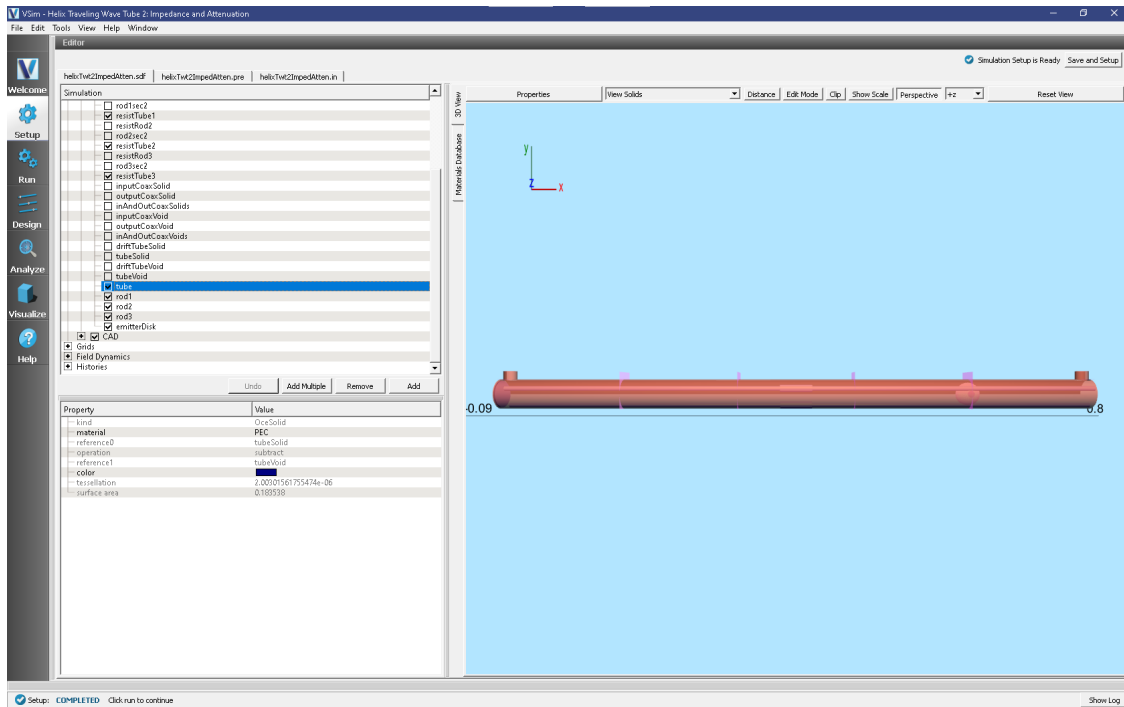 VSim - Helix Traveling Wave Tube 2: Impedance and Attenuation
File Edit Tools View Help Window
Editor
Simulation Setup is Ready Save and Setup
helixTwt2ImpedAtten.sdf helixTwt2ImpedAtten.pre helixTwt2ImpedAtten.in
Welcome
Setup
Run
Design
Analyze
Visualize
Help
Simulation
rod1sec2
resistTube1
resistRod2
rod2sec2
resistTube2
resistRod3
rod3sec2
resistTube3
inputCoaxSolid
outputCoaxSolid
inAndOutCoaxSolids
inputCoaxVoid
outputCoaxVoid
inAndOutCoaxVoids
driftTubeSolid
tubeSolid
driftTubeVoid
tubeVoid
tube
rod1
rod2
rod3
emitterDisk
CAD
Grids
Field Dynamics
Histories
Undo Add Multiple Remove Add
Property Value
kind OceSolid
material PEC
reference0 tubeSolid
operation subtract
reference1 tubeVoid
color
tessellation 2.00301561755474e-06
surface area 0.183538
3D View
Materials Database
Properties View Solids Distance Edit Mode Clip Show Scale Perspective +z Reset View
y
z x
-0.09 0.8
Setup: COMPLETED Click run to continue Show Log